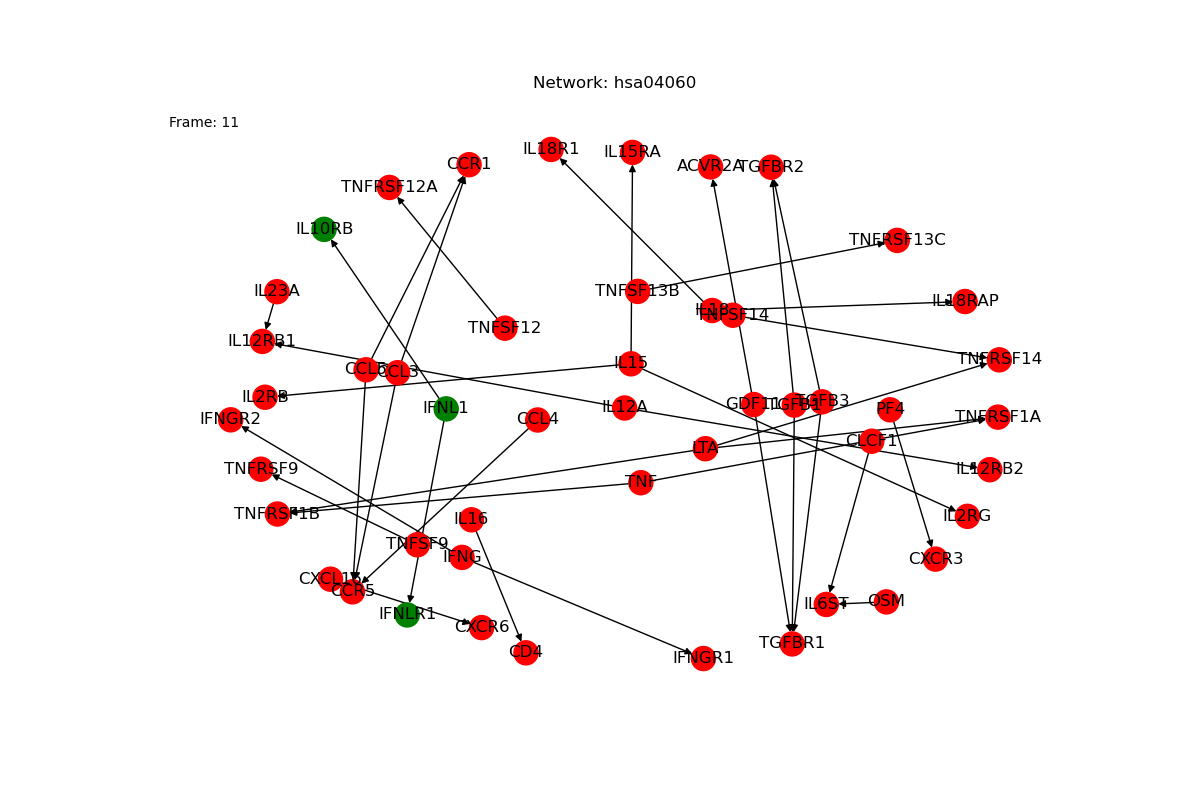 Network: hsa04060
Frame: 11
IL18R1
IL15RA
CCR1
ACVR2A
TGFBR2
TNFRSF12A
IL10RB
TNFRSF13C
IL23A
TNFSF13B
IL18RAP
IL18
TNFSF14
TNFSF12
IL12RB1
TNFRSF14
IL15
CCL5
CCL3
IL2RB
GDF11
TGFB1
TGFB3
IFNL1
IL12A
PF4
IFNGR2
CCL4
TNFRSF1A
CLCF1
LTA
TNFRSF9
IL12RB2
TNF
TNFRSF1B
IL16
IL2RG
TNFSF9
IFNG
CXCR3
CXCL16
CCR5
OSM
IL6ST
IFNLR1
CXCR6
TGFBR1
CD4
IFNGR1